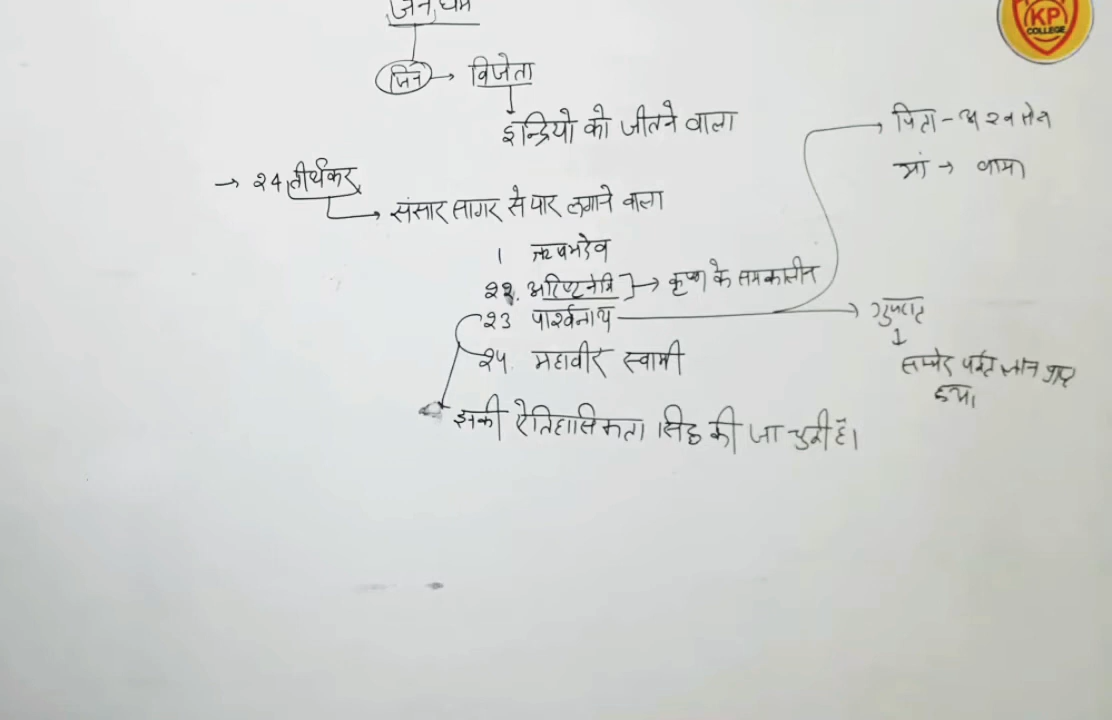 जैन धर्म
जिन → विजेता
इन्द्रियो को जीतने वाला
→ २४ तीर्थकर
संसार सागर से पार लगाने वाला
१ ऋषभदेव
२२. अरिष्टनेमि → कृष्ण के समकालीन
२३ पार्श्वनाथ
२४. महावीर स्वामी
इनकी ऐतिहासिकता सिद्ध की जा चुकी है।
पिता - अश्वसेन
मां → वामा
सम्मेद पर्वत ज्ञान प्राप्त
हुआ
KP
COLLEGE